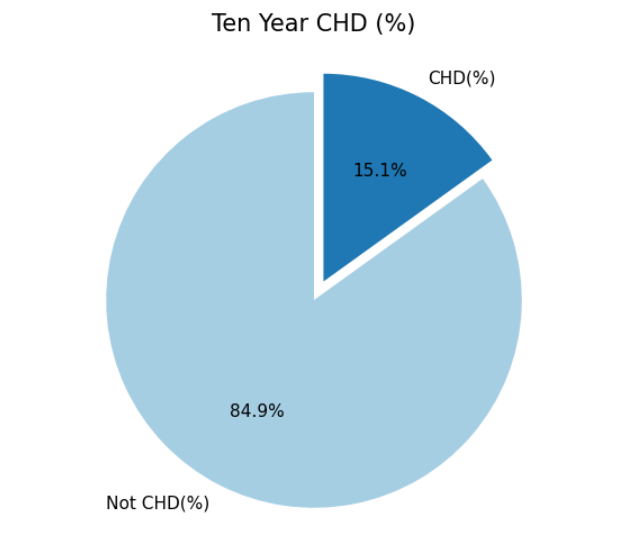 Ten Year CHD (%)
CHD(%)
15.1%
84.9%
Not CHD(%)